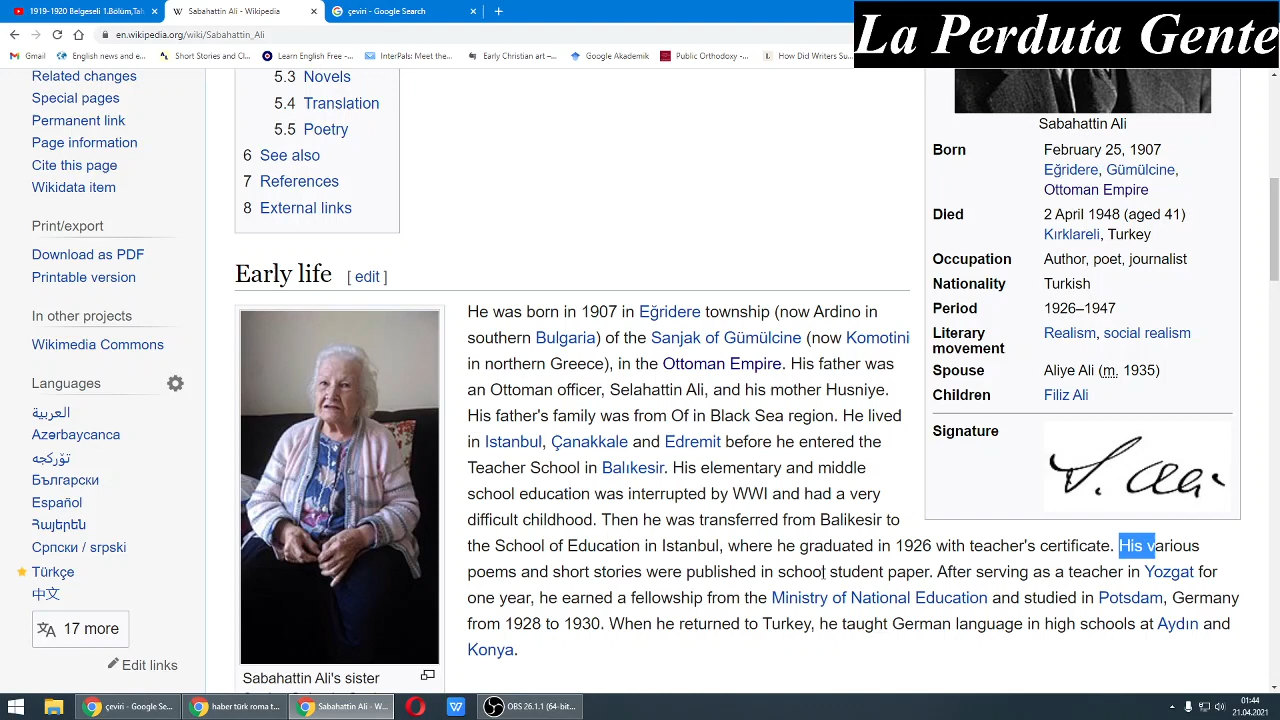 1919-1920 Belgeseli 1.Bölüm,Tah
Sabahattin Ali - Wikipedia
çeviri - Google Search
en.wikipedia.org/wiki/Sabahattin_Ali
La Perduta Gente
Gmail
English news and e...
Short Stories and Cl...
Learn English Free -...
InterPals: Meet the...
Early Christian art -...
Google Akademik
Public Orthodoxy -...
How Did Writers Su...
Related changes
Special pages
Permanent link
Page information
Cite this page
Wikidata item
Print/export
Download as PDF
Printable version
In other projects
Wikimedia Commons
Languages
العربية
Azərbaycanca
تۆرکجه
Български
Español
Հայերեն
Српски / srpski
Türkçe
中文
17 more
Edit links
5.3 Novels
5.4 Translation
5.5 Poetry
6 See also
7 References
8 External links
Early life [ edit ]
He was born in 1907 in Eğridere township (now Ardino in
southern Bulgaria) of the Sanjak of Gümülcine (now Komotini
in northern Greece), in the Ottoman Empire. His father was
an Ottoman officer, Selahattin Ali, and his mother Husniye.
His father's family was from Of in Black Sea region. He lived
in Istanbul, Çanakkale and Edremit before he entered the
Teacher School in Balıkesir. His elementary and middle
school education was interrupted by WWI and had a very
difficult childhood. Then he was transferred from Balikesir to
the School of Education in Istanbul, where he graduated in 1926 with teacher's certificate. His various
poems and short stories were published in school student paper. After serving as a teacher in Yozgat for
one year, he earned a fellowship from the Ministry of National Education and studied in Potsdam, Germany
from 1928 to 1930. When he returned to Turkey, he taught German language in high schools at Aydın and
Konya.
Sabahattin Ali's sister
Sabahattin Ali
Born February 25, 1907
Eğridere, Gümülcine,
Ottoman Empire
Died 2 April 1948 (aged 41)
Kırklareli, Turkey
Occupation Author, poet, journalist
Nationality Turkish
Period 1926–1947
Literary movement Realism, social realism
Spouse Aliye Ali (m. 1935)
Children Filiz Ali
Signature
S. Ali
çeviri - Google Se...
haber türk roma t...
Sabahattin Ali - W...
OBS 26.1.1 (64-bit...
01:44
21.04.2021